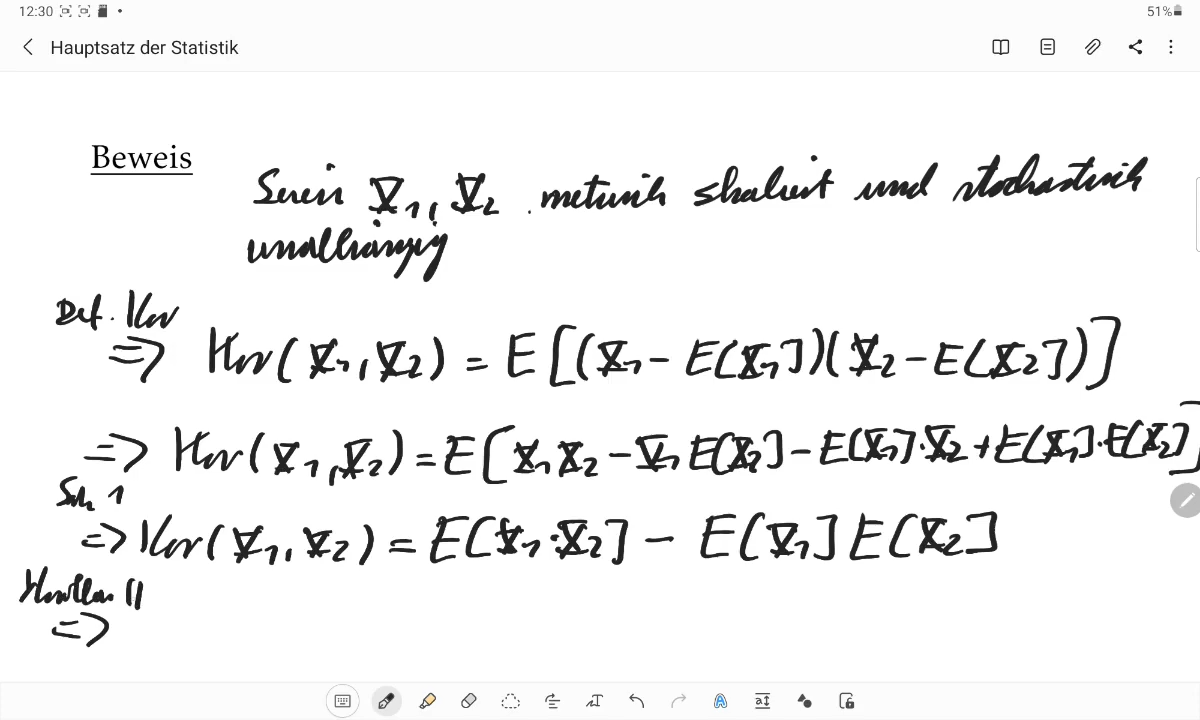 12:30
51%
Hauptsatz der Statistik
Beweis
Seien X₁, X₂ metrisch skaliert und stochastisch
unabhängig
Def. Kov
=> Kov(X₁, X₂) = E[(X₁ - E[X₁])(X₂ - E[X₂])]
=> Kov(X₁, X₂) = E[X₁X₂ - X₁E[X₂] - E[X₁]·X₂ + E[X₁]·E[X₂]]
1
=> Kov(X₁, X₂) = E[X₁·X₂] - E[X₁]E[X₂]
=>